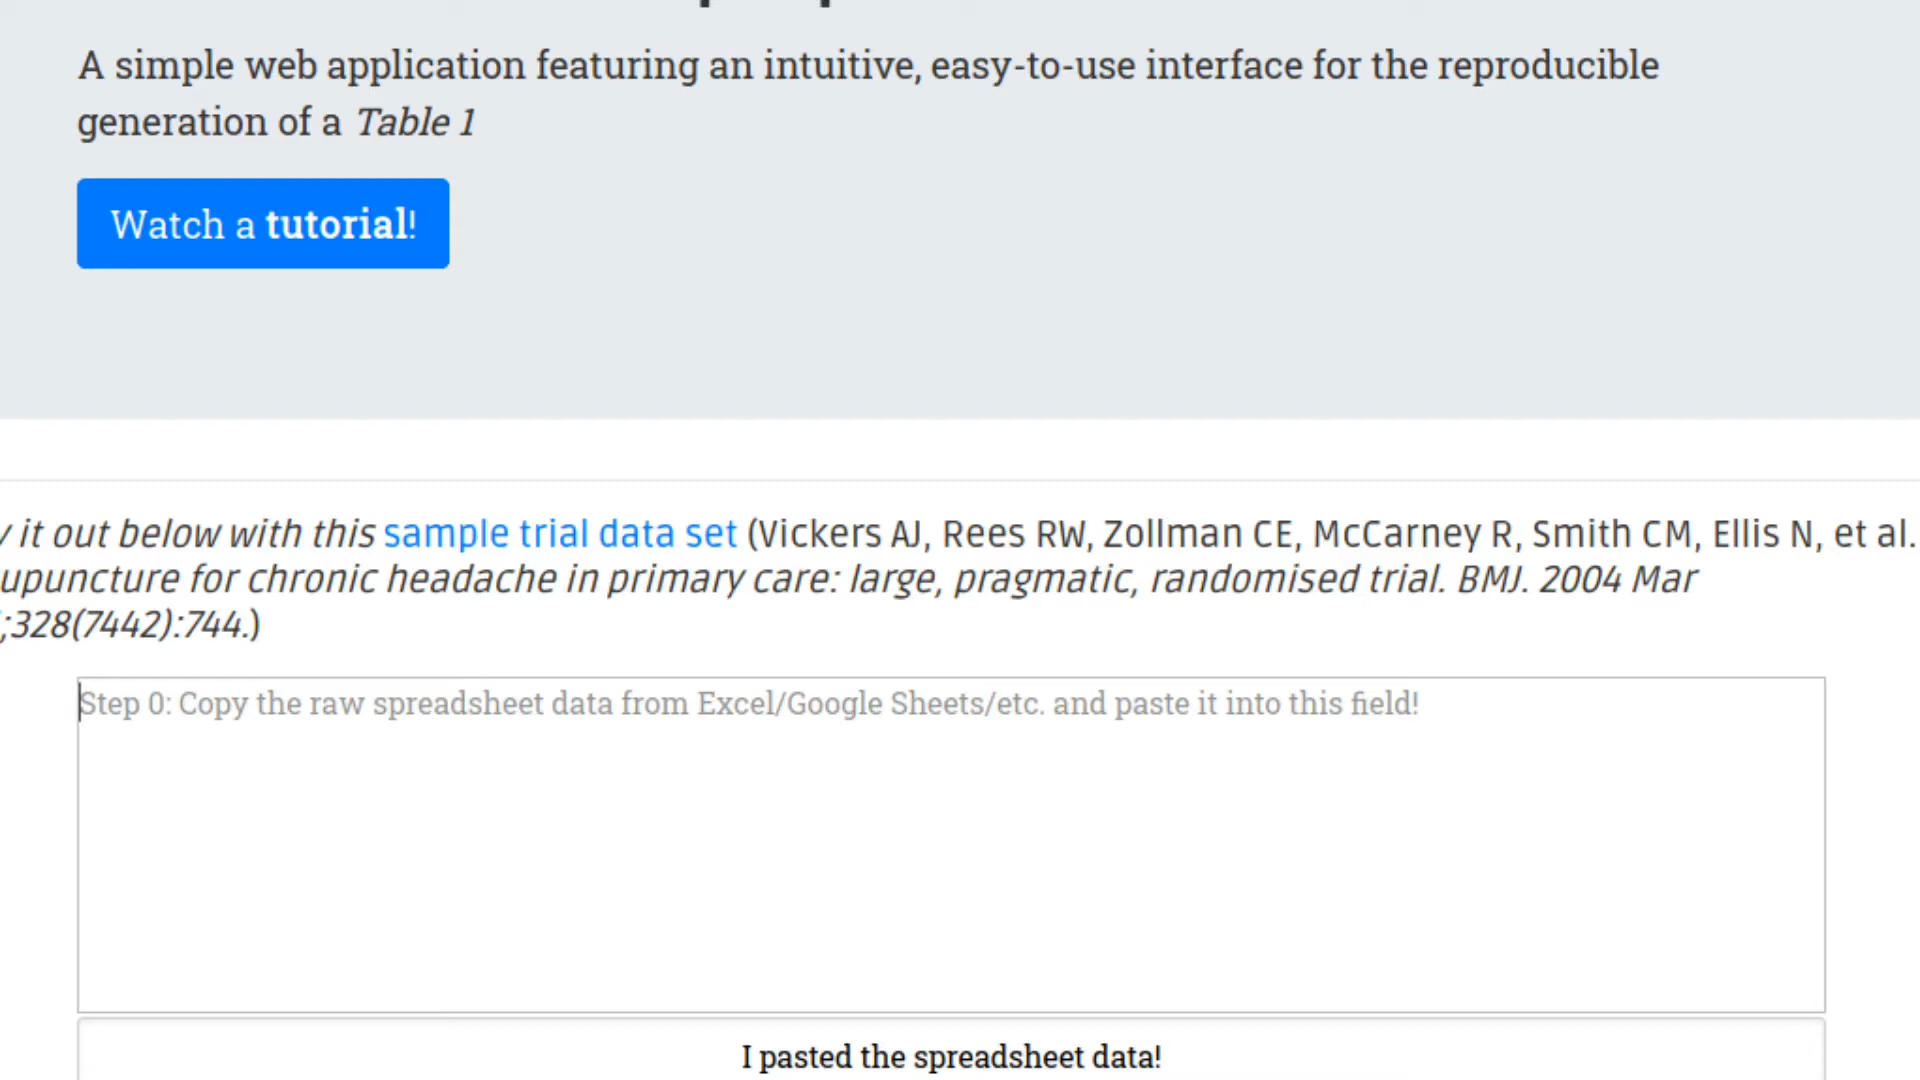 A simple web application featuring an intuitive, easy-to-use interface for the reproducible
generation of a Table 1
Watch a tutorial!
it out below with this sample trial data set (Vickers AJ, Rees RW, Zollman CE, McCarney R, Smith CM, Ellis N, et al.
upuncture for chronic headache in primary care: large, pragmatic, randomised trial. BMJ. 2004 Mar
;328(7442):744.)
Step 0: Copy the raw spreadsheet data from Excel/Google Sheets/etc. and paste it into this field!
I pasted the spreadsheet data!